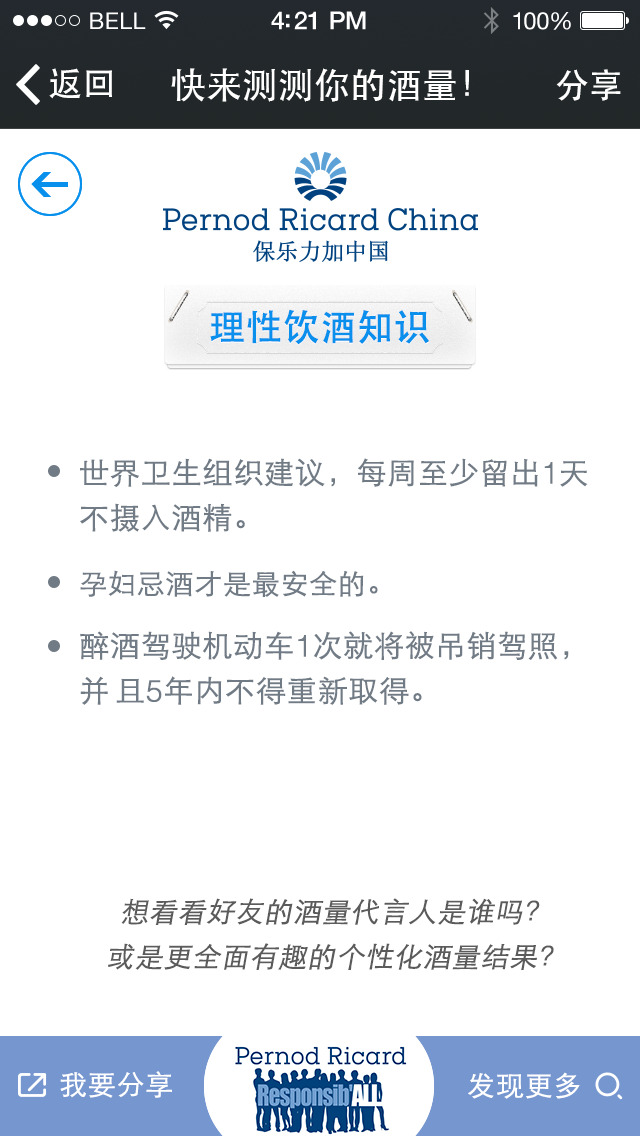 BELL 4:21 PM 100%
返回 快来测测你的酒量！ 分享
Pernod Ricard China
保乐力加中国
理性饮酒知识
• 世界卫生组织建议，每周至少留出1天
不摄入酒精。
• 孕妇忌酒才是最安全的。
• 醉酒驾驶机动车1次就将被吊销驾照，
并且5年内不得重新取得。
想看看好友的酒量代言人是谁吗？
或是更全面有趣的个性化酒量结果？
我要分享
Pernod Ricard
Responsib'ALL
发现更多